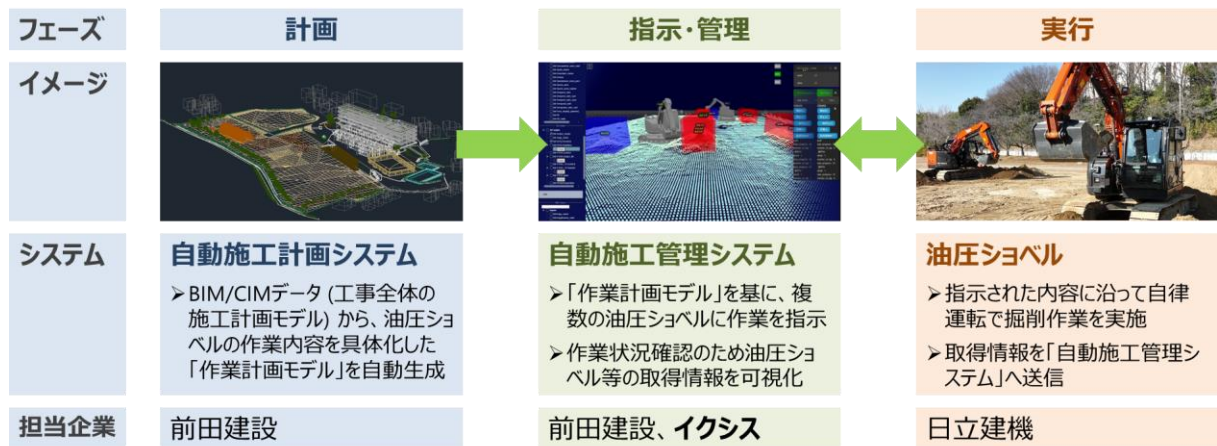 フェーズ
計画
指示・管理
実行
イメージ
システム
自動施工計画システム
➢BIM/CIMデータ (工事全体の
施工計画モデル) から、油圧ショ
ベルの作業内容を具体化した
「作業計画モデル」を自動生成
自動施工管理システム
➢「作業計画モデル」を基に、複
数の油圧ショベルに作業を指示
➢作業状況確認のため油圧ショ
ベル等の取得情報を可視化
油圧ショベル
➢指示された内容に沿って自律
運転で掘削作業を実施
➢取得情報を「自動施工管理シ
ステム」へ送信
担当企業
前田建設
前田建設、イクシス
日立建機